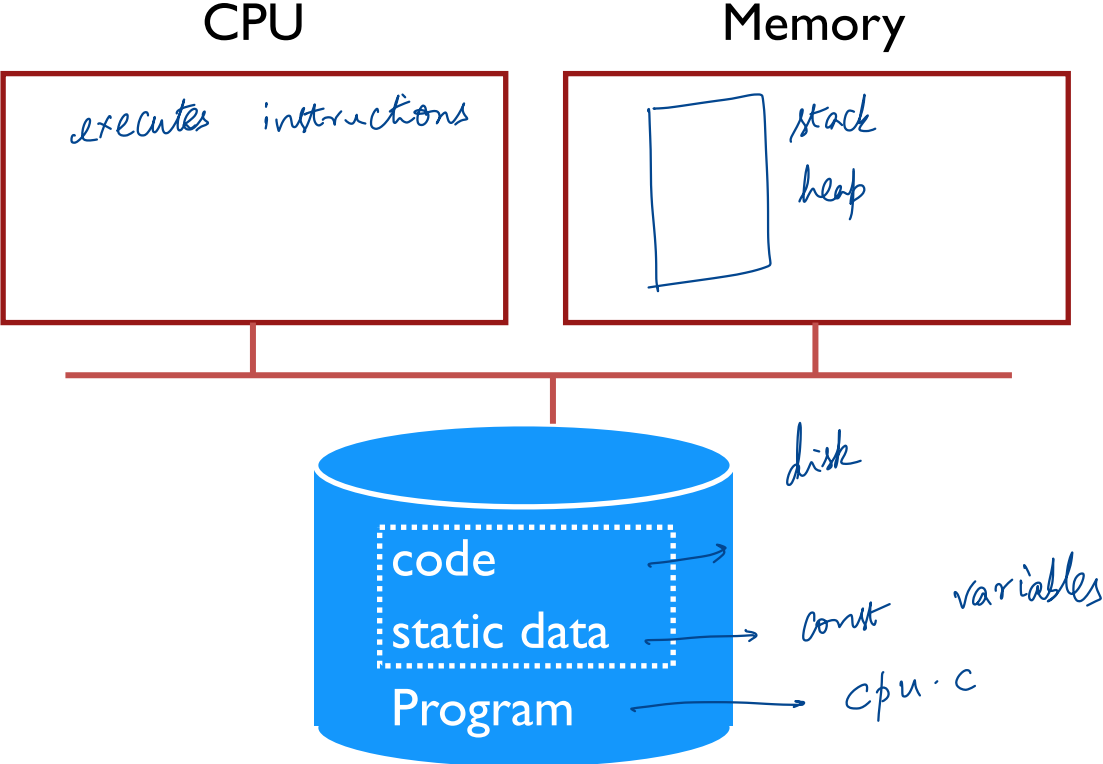 CPU
Memory
executes instructions
stack
heap
disk
code
static data
const variables
Program
cpu.c